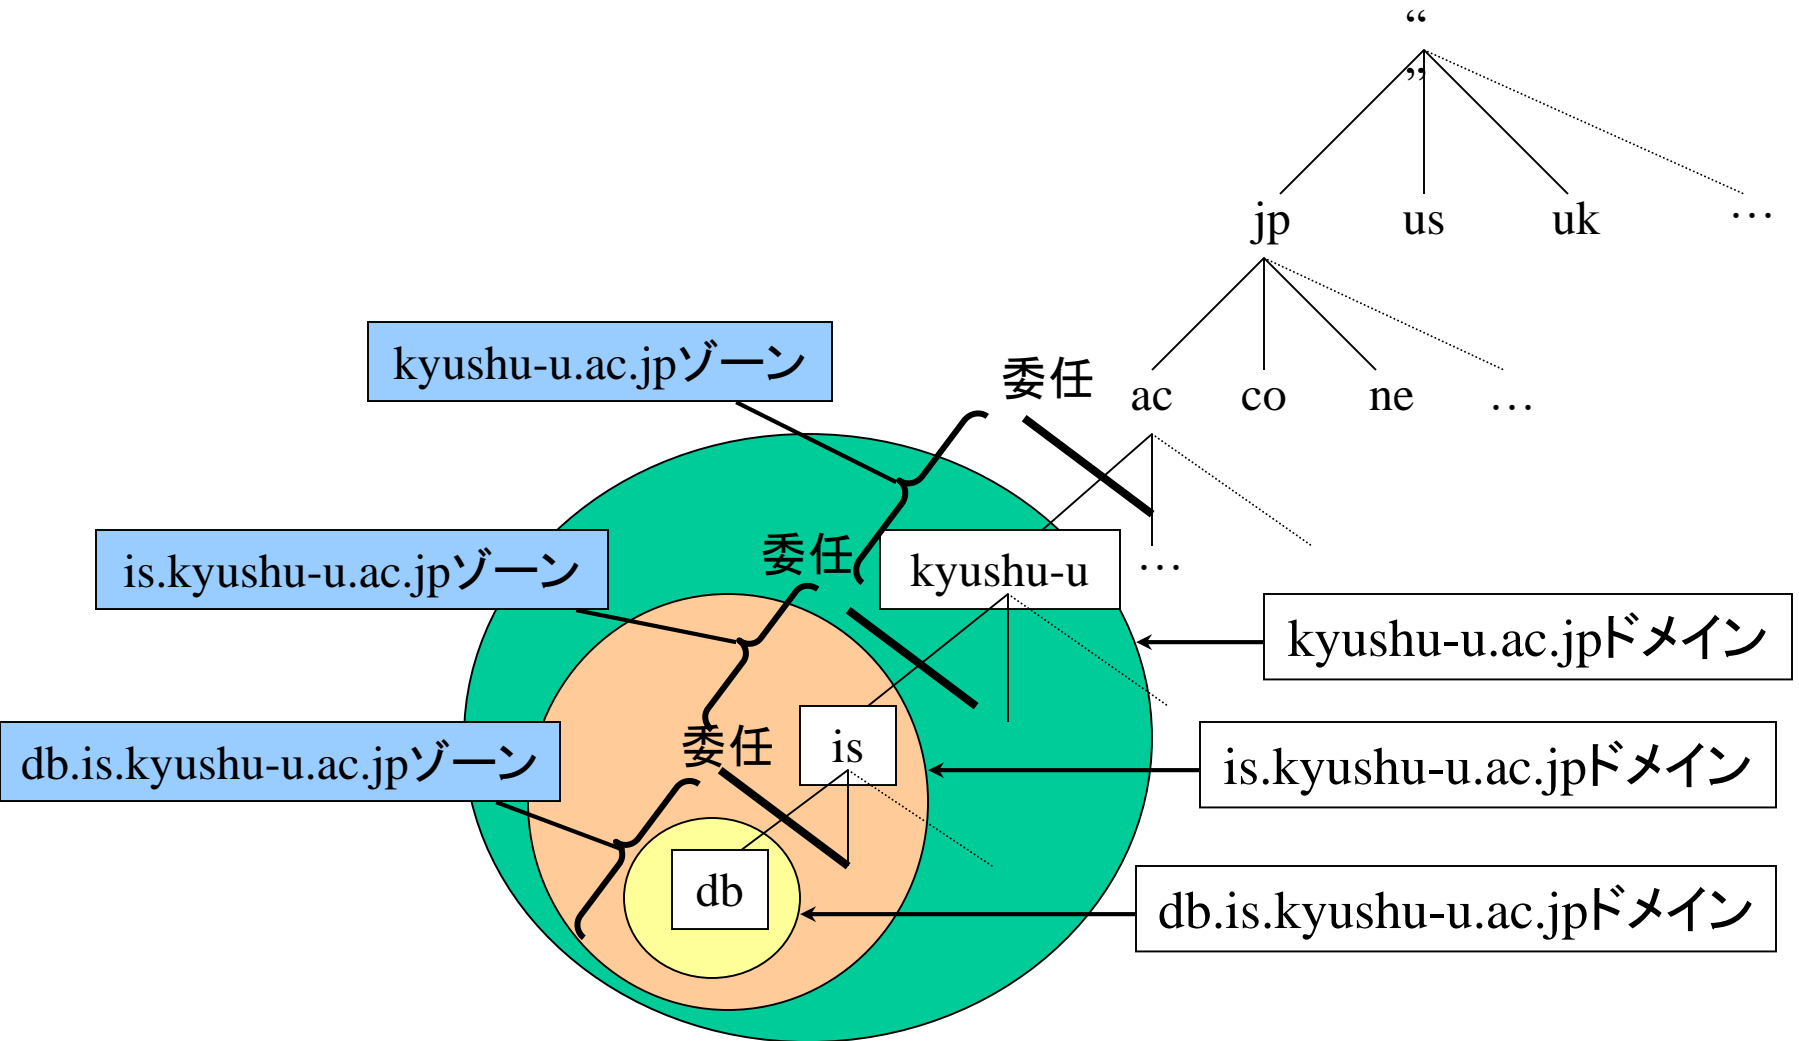 “
”
jp us uk …
ac co ne …
kyushu-u.ac.jpゾーン
委任
is.kyushu-u.ac.jpゾーン
委任
kyushu-u …
kyushu-u.ac.jpドメイン
db.is.kyushu-u.ac.jpゾーン
委任
is
is.kyushu-u.ac.jpドメイン
db
db.is.kyushu-u.ac.jpドメイン